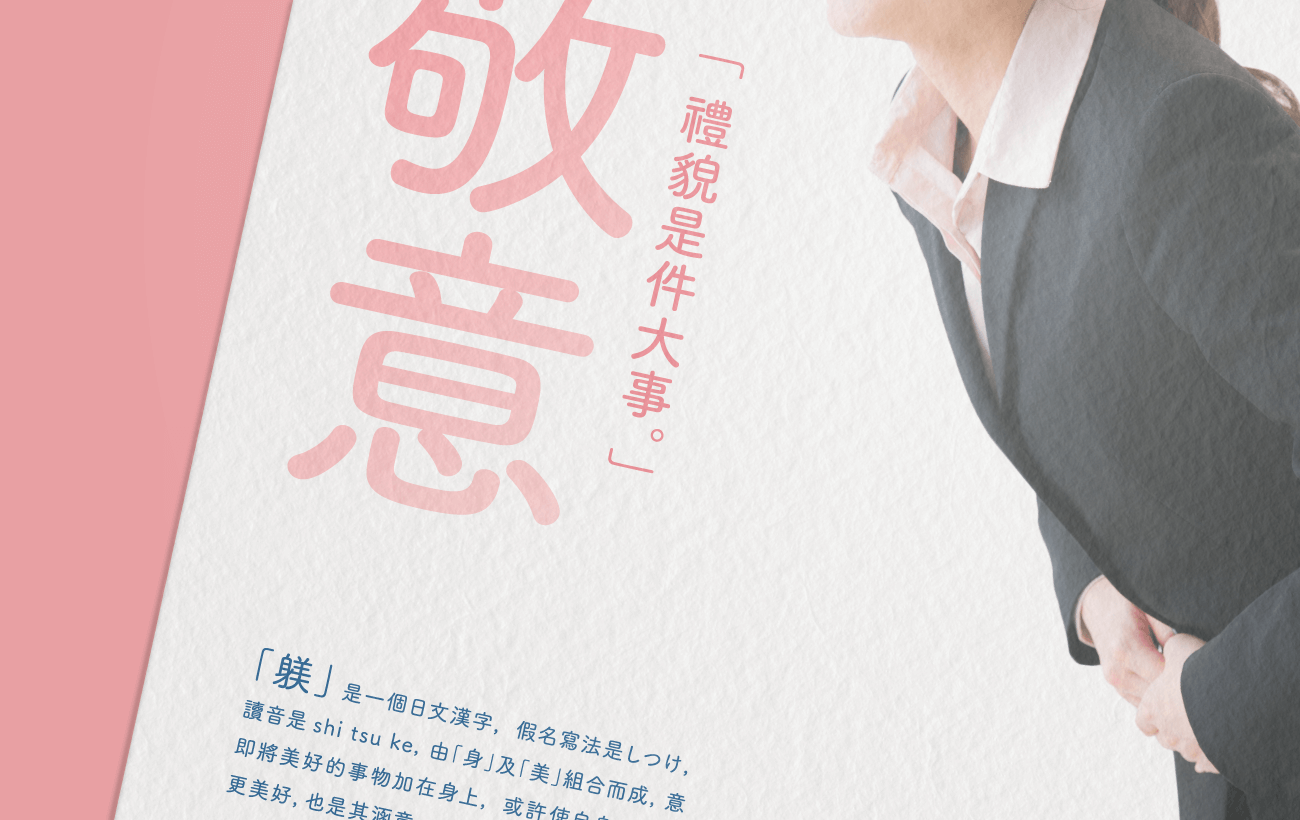 敬意
「禮貌是件大事。」
「躾」是一個日文漢字，假名寫法是しつけ，
讀音是 shi tsu ke, 由「身」及「美」組合而成, 意
即將美好的事物加在身上，或許使自
更美好, 也是其涵意